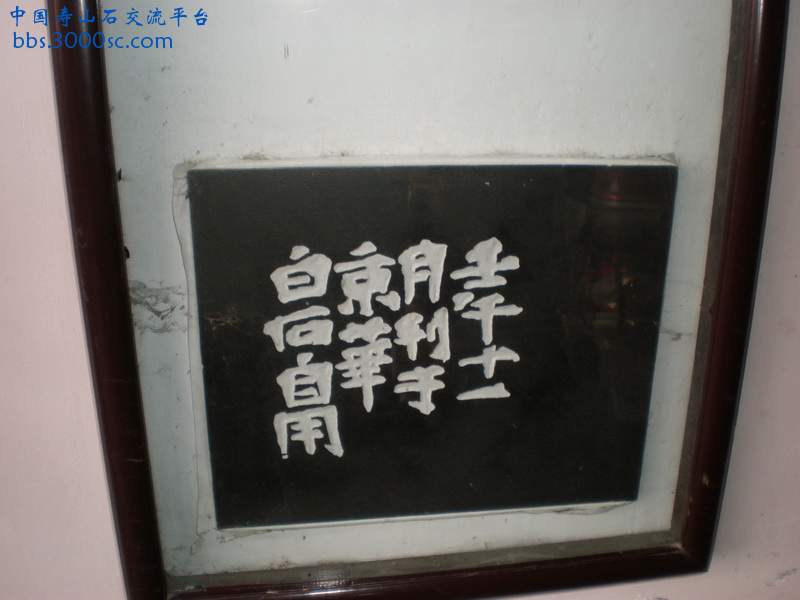 中国寿山石交流平台
bbs.3000sc.com
壬午十一
月刊于
京華
白石自用